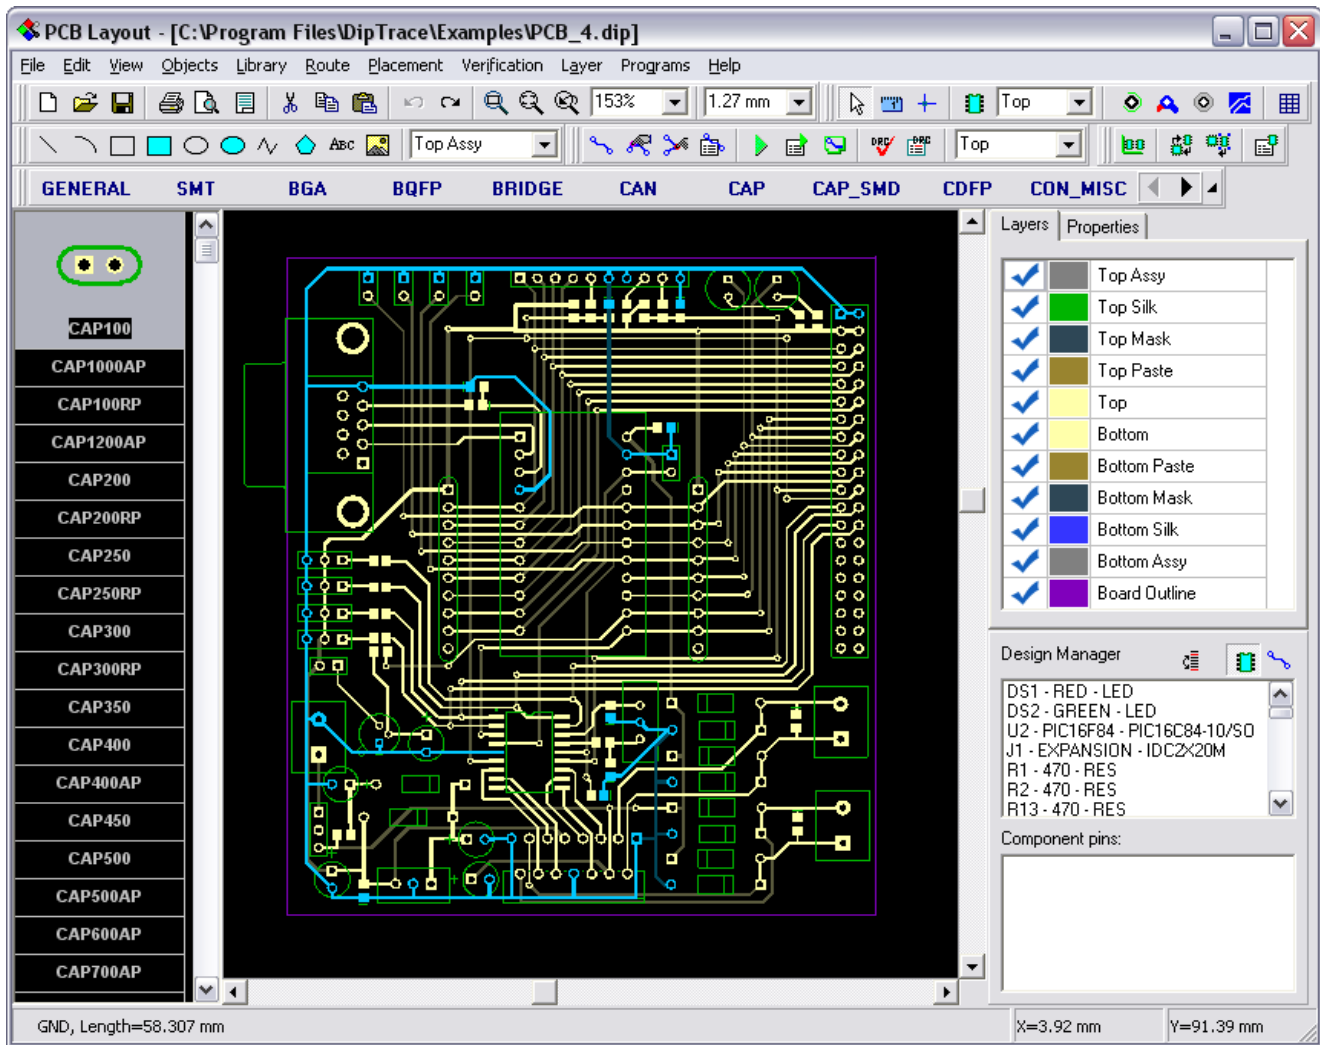 PCB Layout - [C:\Program Files\DipTrace\Examples\PCB_4.dip]
File Edit View Objects Library Route Placement Verification Layer Programs Help
153% 1.27 mm Top
ABC Top Assy DRC DRC Top
GENERAL SMT BGA BQFP BRIDGE CAN CAP CAP_SMD CDFP CON_MISC
CAP100
CAP1000AP
CAP100RP
CAP1200AP
CAP200
CAP200RP
CAP250
CAP250RP
CAP300
CAP300RP
CAP350
CAP400
CAP400AP
CAP450
CAP500
CAP500AP
CAP600AP
CAP700AP
Layers Properties
Top Assy
Top Silk
Top Mask
Top Paste
Top
Bottom
Bottom Paste
Bottom Mask
Bottom Silk
Bottom Assy
Board Outline
Design Manager
DS1 - RED - LED
DS2 - GREEN - LED
U2 - PIC16F84 - PIC16C84-10/SO
J1 - EXPANSION - IDC2X20M
R1 - 470 - RES
R2 - 470 - RES
R13 - 470 - RES
Component pins:
GND, Length=58.307 mm X=3.92 mm Y=91.39 mm